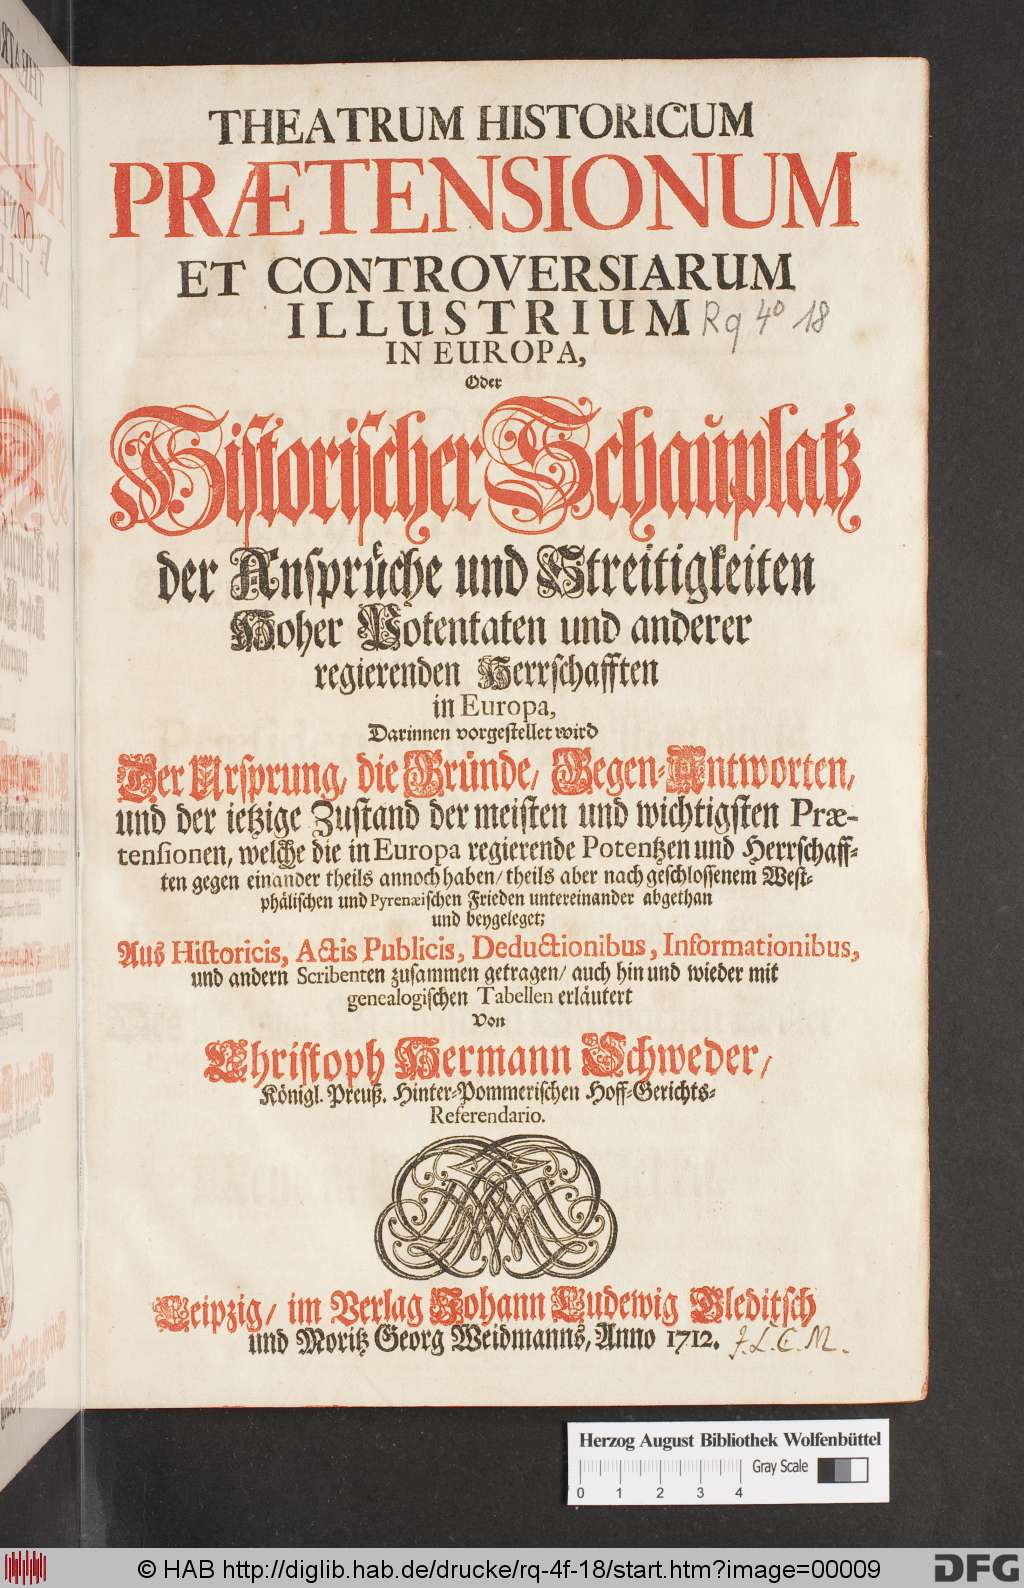 THEATRUM HISTORICUM
PRÆTENSIONUM
ET CONTROVERSIARUM
ILLUSTRIUM Rq 4° 18
IN EUROPA,
Oder
Historischer Schauplatz
der Ansprüche und Streitigkeiten
Hoher Potentaten und anderer
regierenden Herrschafften
in Europa,
Darinnen vorgestellet wird
Der Ursprung/ die Gründe/ Gegen-Antworten,
und der ietzige Zustand der meisten und wichtigsten Præ-
tensionen, welche die in Europa regierende Potentzen und Herrschaff-
ten gegen einander theils annoch haben/ theils aber nach geschlossenem West-
phälischen und Pyrenæischen Frieden untereinander abgethan
und beygeleget;
Aus Historicis, Actis Publicis, Deductionibus, Informationibus,
und andern Scribenten zusammen getragen/ auch hin und wieder mit
genealogischen Tabellen erläutert
Von
Christoph Hermann Schweder/
Königl. Preuß. Hinter-Pommerischen Hoff-Gerichts-
Referendario.
Leipzig/ im Verlag Johann Ludewig Gleditsch
und Moritz Georg Weidmanns, Anno 1712. J. L. C. M.
Herzog August Bibliothek Wolfenbüttel
Gray Scale
0 1 2 3 4
© HAB http://diglib.hab.de/drucke/rq-4f-18/start.htm?image=00009
DFG